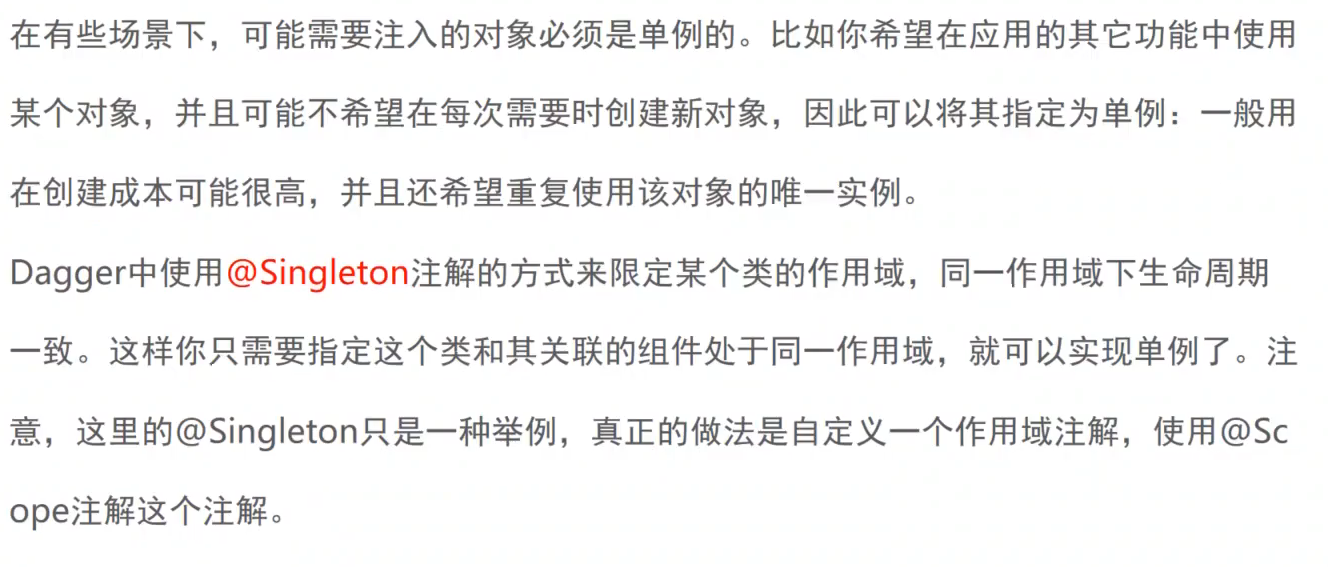 在有些场景下，可能需要注入的对象必须是单例的。比如你希望在应用的其它功能中使用
某个对象，并且可能不希望在每次需要时创建新对象，因此可以将其指定为单例：一般用
在创建成本可能很高，并且还希望重复使用该对象的唯一实例。
Dagger中使用@Singleton注解的方式来限定某个类的作用域，同一作用域下生命周期
一致。这样你只需要指定这个类和其关联的组件处于同一作用域，就可以实现单例了。注
意，这里的@Singleton只是一种举例，真正的做法是自定义一个作用域注解，使用@Sc
ope注解这个注解。